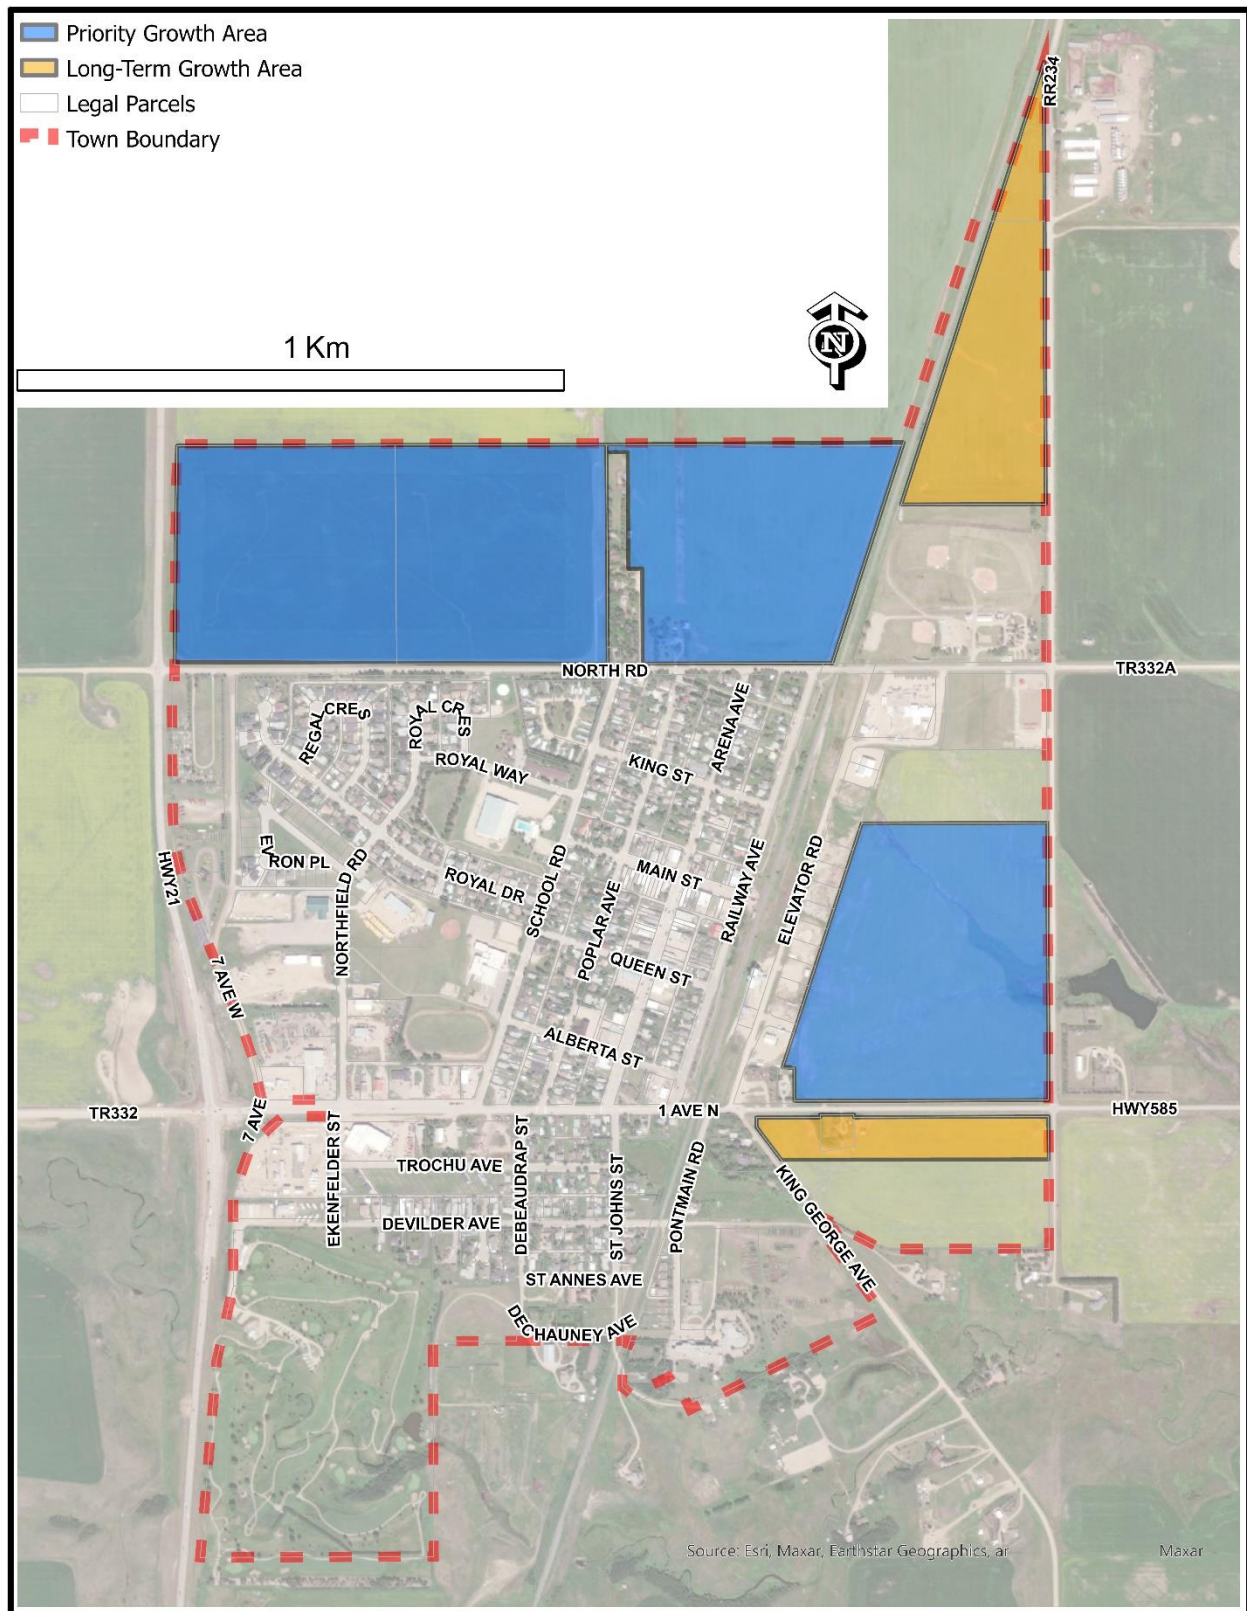 Priority Growth Area
Long-Term Growth Area
Legal Parcels
Town Boundary
RR234
1 Km
N
NORTH RD
TR332A
REGAL CRES
ROYAL CRES
ARENA AVE
ROYAL WAY
KING ST
EVRON PL
NORTHFIELD RD
ROYAL DR
SCHOOL RD
POPLAR AVE
MAIN ST
RAILWAY AVE
ELEVATOR RD
HWY21
7 AVE W
QUEEN ST
ALBERTA ST
TR332
7 AVE
1 AVE N
HWY585
EKENFELDER ST
TROCHU AVE
DEBEAUDRAP ST
ST JOHNS ST
PONTMAIN RD
KING GEORGE AVE
DEVILDER AVE
ST ANNES AVE
DECHAUNEY AVE
Source: Esri, Maxar, Earthstar Geographics, ar
Maxar